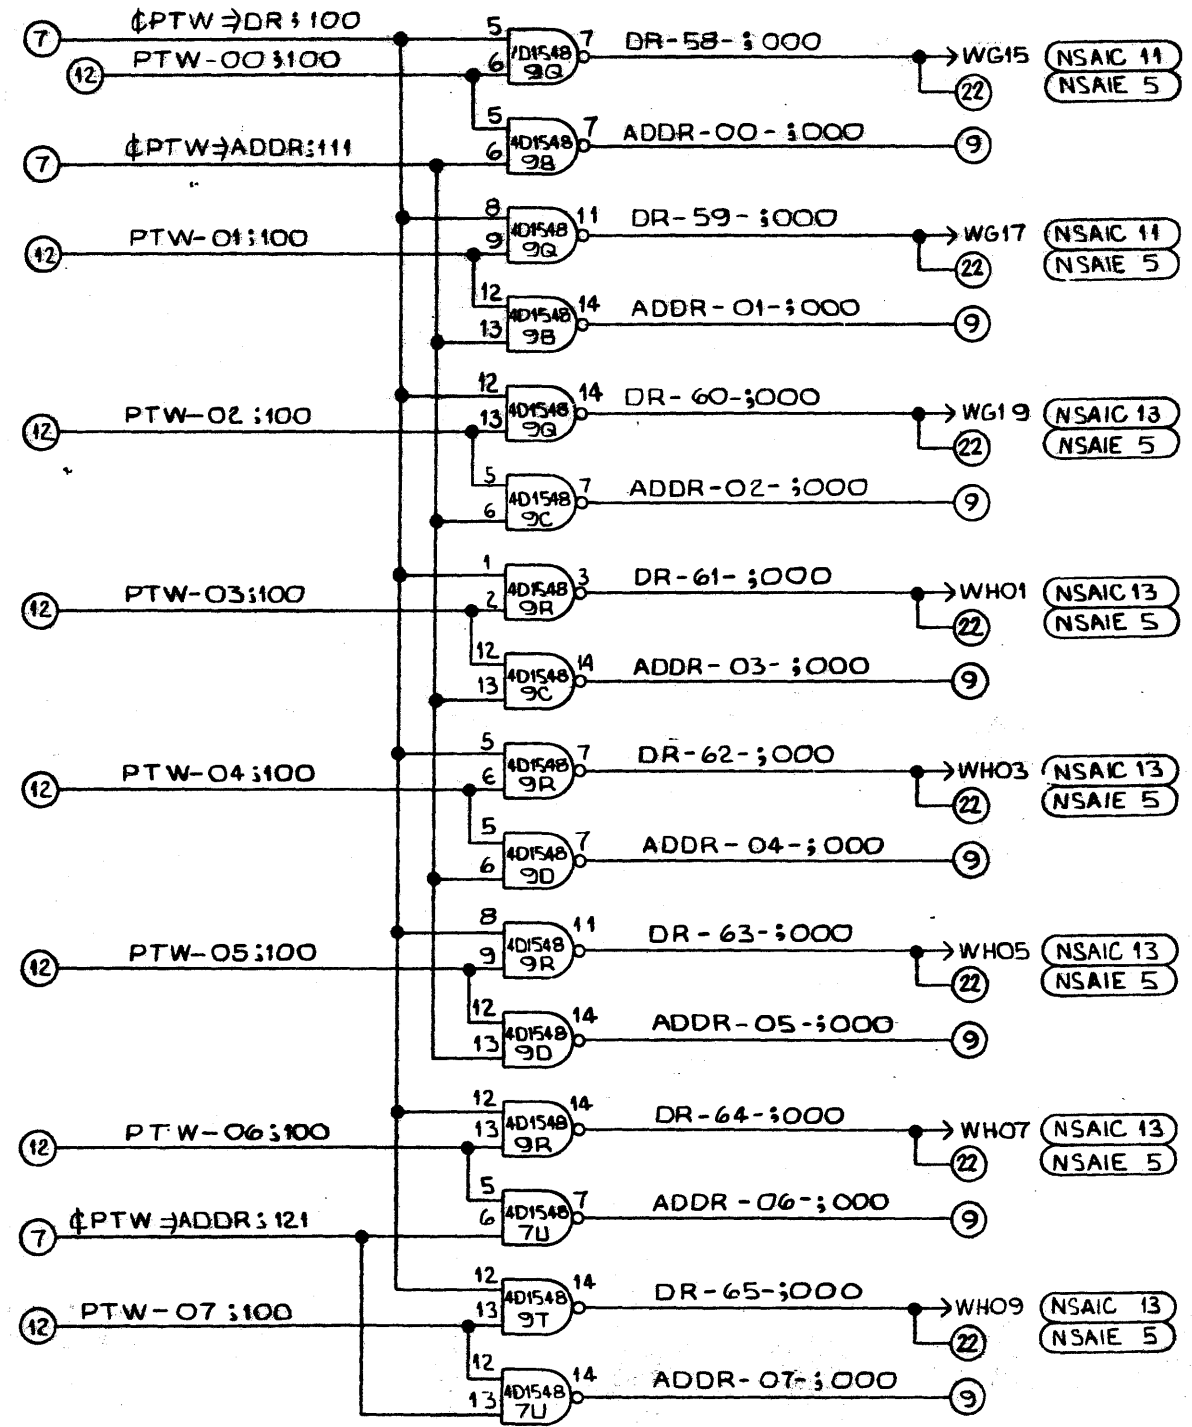 ₵PTW⇒DR;100
7
5
4D1548
9Q
7
DR-58-;000
WG15
NSAIC 11
PTW-00;100
12
6
22
NSAIE 5
5
4D1548
9B
7
ADDR-00-;000
9
₵PTW⇒ADDR;111
7
6
8
4D1548
9Q
11
DR-59-;000
WG17
NSAIC 11
PTW-01;100
12
9
22
NSAIE 5
12
4D1548
9B
14
ADDR-01-;000
9
13
12
4D1548
9Q
14
DR-60-;000
WG19
NSAIC 13
PTW-02;100
12
13
22
NSAIE 5
5
4D1548
9C
7
ADDR-02-;000
9
6
1
4D1548
9R
3
DR-61-;000
WH01
NSAIC 13
PTW-03;100
12
2
22
NSAIE 5
12
4D1548
9C
14
ADDR-03-;000
9
13
5
4D1548
9R
7
DR-62-;000
WH03
NSAIC 13
PTW-04;100
12
6
22
NSAIE 5
5
4D1548
9D
7
ADDR-04-;000
9
6
8
4D1548
9R
11
DR-63-;000
WH05
NSAIC 13
PTW-05;100
12
9
22
NSAIE 5
12
4D1548
9D
14
ADDR-05-;000
9
13
12
4D1548
9R
14
DR-64-;000
WH07
NSAIC 13
PTW-06;100
12
13
22
NSAIE 5
5
4D1548
7U
7
ADDR-06-;000
9
₵PTW⇒ADDR;121
7
6
12
4D1548
9T
14
DR-65-;000
WH09
NSAIC 13
PTW-07;100
12
13
22
NSAIE 5
12
4D1548
7U
14
ADDR-07-;000
9
13